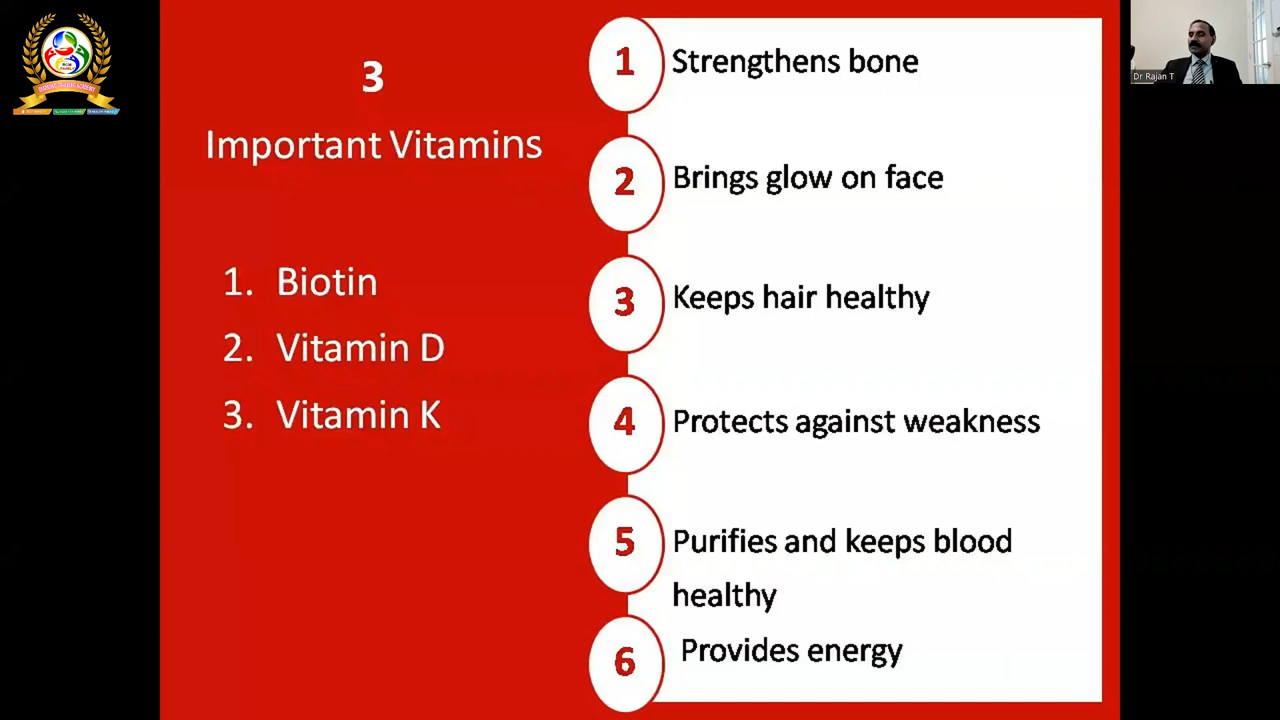 3
Important Vitamins
1. Biotin
2. Vitamin D
3. Vitamin K
1 Strengthens bone
2 Brings glow on face
3 Keeps hair healthy
4 Protects against weakness
5 Purifies and keeps blood
healthy
6 Provides energy
Dr Rajan T